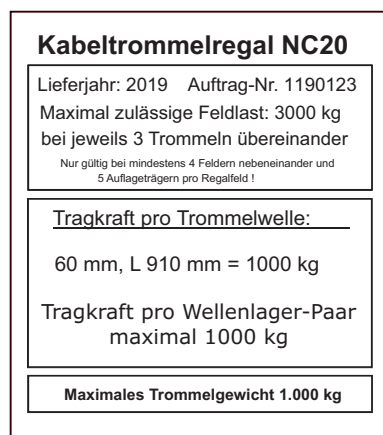 Kabeltrommelregal NC20
Lieferjahr: 2019 Auftrag-Nr. 1190123
Maximal zulässige Feldlast: 3000 kg
bei jeweils 3 Trommeln übereinander
Nur gültig bei mindestens 4 Feldern nebeneinander und
5 Auflageträgern pro Regalfeld !
Tragkraft pro Trommelwelle:
60 mm, L 910 mm = 1000 kg
Tragkraft pro Wellenlager-Paar
maximal 1000 kg
Maximales Trommelgewicht 1.000 kg